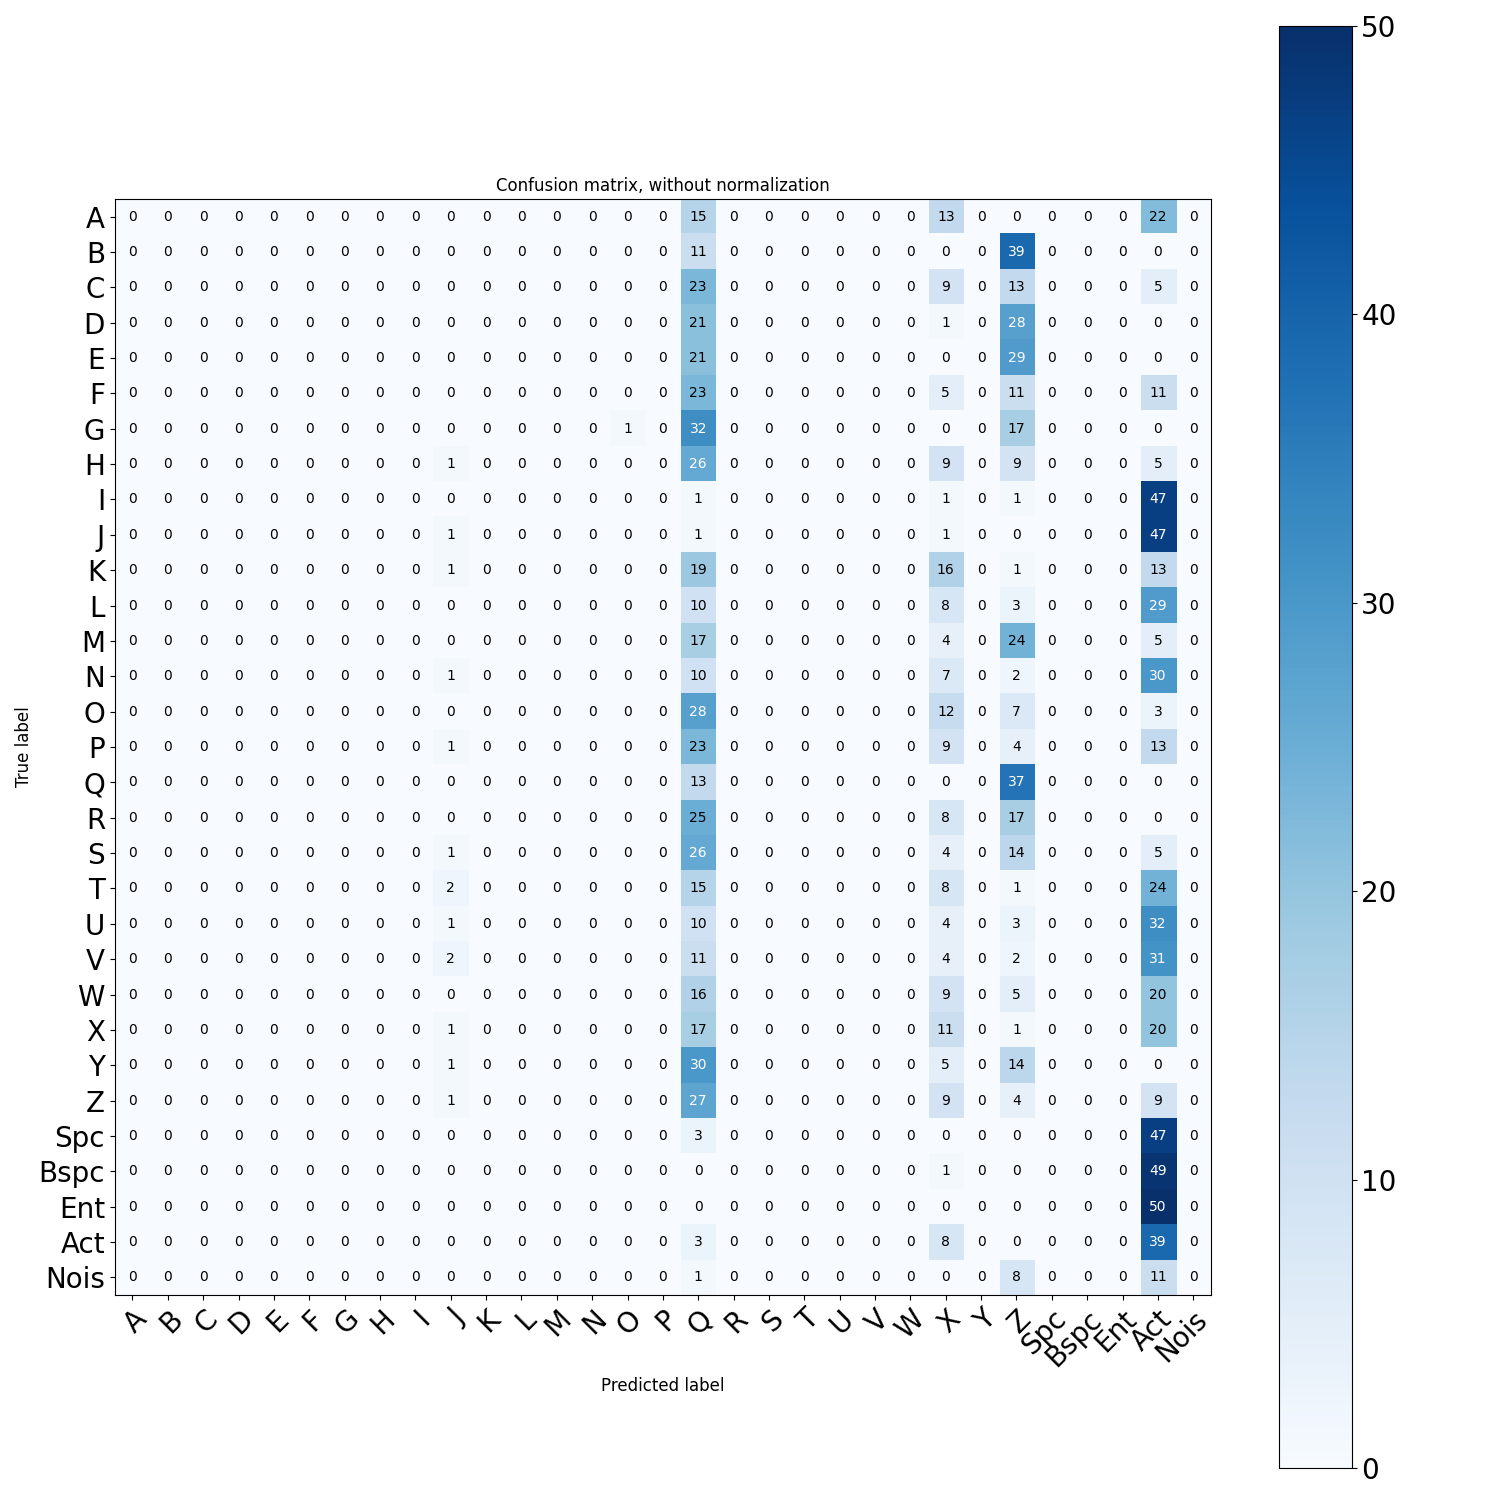 Confusion matrix, without normalization
A 0 0 0 0 0 0 0 0 0 0 0 0 0 0 0 0 15 0 0 0 0 0 0 13 0 0 0 0 0 22 0
B 0 0 0 0 0 0 0 0 0 0 0 0 0 0 0 0 11 0 0 0 0 0 0 0 0 39 0 0 0 0 0
C 0 0 0 0 0 0 0 0 0 0 0 0 0 0 0 0 23 0 0 0 0 0 0 9 0 13 0 0 0 5 0
D 0 0 0 0 0 0 0 0 0 0 0 0 0 0 0 0 21 0 0 0 0 0 0 1 0 28 0 0 0 0 0
E 0 0 0 0 0 0 0 0 0 0 0 0 0 0 0 0 21 0 0 0 0 0 0 0 0 29 0 0 0 0 0
F 0 0 0 0 0 0 0 0 0 0 0 0 0 0 0 0 23 0 0 0 0 0 0 5 0 11 0 0 0 11 0
G 0 0 0 0 0 0 0 0 0 0 0 0 0 0 1 0 32 0 0 0 0 0 0 0 0 17 0 0 0 0 0
H 0 0 0 0 0 0 0 0 0 1 0 0 0 0 0 0 26 0 0 0 0 0 0 9 0 9 0 0 0 5 0
I 0 0 0 0 0 0 0 0 0 0 0 0 0 0 0 0 1 0 0 0 0 0 0 1 0 1 0 0 0 47 0
J 0 0 0 0 0 0 0 0 0 1 0 0 0 0 0 0 1 0 0 0 0 0 0 1 0 0 0 0 0 47 0
K 0 0 0 0 0 0 0 0 0 1 0 0 0 0 0 0 19 0 0 0 0 0 0 16 0 1 0 0 0 13 0
L 0 0 0 0 0 0 0 0 0 0 0 0 0 0 0 0 10 0 0 0 0 0 0 8 0 3 0 0 0 29 0
M 0 0 0 0 0 0 0 0 0 0 0 0 0 0 0 0 17 0 0 0 0 0 0 4 0 24 0 0 0 5 0
N 0 0 0 0 0 0 0 0 0 1 0 0 0 0 0 0 10 0 0 0 0 0 0 7 0 2 0 0 0 30 0
O 0 0 0 0 0 0 0 0 0 0 0 0 0 0 0 0 28 0 0 0 0 0 0 12 0 7 0 0 0 3 0
P 0 0 0 0 0 0 0 0 0 1 0 0 0 0 0 0 23 0 0 0 0 0 0 9 0 4 0 0 0 13 0
Q 0 0 0 0 0 0 0 0 0 0 0 0 0 0 0 0 13 0 0 0 0 0 0 0 0 37 0 0 0 0 0
R 0 0 0 0 0 0 0 0 0 0 0 0 0 0 0 0 25 0 0 0 0 0 0 8 0 17 0 0 0 0 0
S 0 0 0 0 0 0 0 0 0 1 0 0 0 0 0 0 26 0 0 0 0 0 0 4 0 14 0 0 0 5 0
T 0 0 0 0 0 0 0 0 0 2 0 0 0 0 0 0 15 0 0 0 0 0 0 8 0 1 0 0 0 24 0
U 0 0 0 0 0 0 0 0 0 1 0 0 0 0 0 0 10 0 0 0 0 0 0 4 0 3 0 0 0 32 0
V 0 0 0 0 0 0 0 0 0 2 0 0 0 0 0 0 11 0 0 0 0 0 0 4 0 2 0 0 0 31 0
W 0 0 0 0 0 0 0 0 0 0 0 0 0 0 0 0 16 0 0 0 0 0 0 9 0 5 0 0 0 20 0
X 0 0 0 0 0 0 0 0 0 1 0 0 0 0 0 0 17 0 0 0 0 0 0 11 0 1 0 0 0 20 0
Y 0 0 0 0 0 0 0 0 0 1 0 0 0 0 0 0 30 0 0 0 0 0 0 5 0 14 0 0 0 0 0
Z 0 0 0 0 0 0 0 0 0 1 0 0 0 0 0 0 27 0 0 0 0 0 0 9 0 4 0 0 0 9 0
Spc 0 0 0 0 0 0 0 0 0 0 0 0 0 0 0 0 3 0 0 0 0 0 0 0 0 0 0 0 0 47 0
Bspc 0 0 0 0 0 0 0 0 0 0 0 0 0 0 0 0 0 0 0 0 0 0 0 1 0 0 0 0 0 49 0
Ent 0 0 0 0 0 0 0 0 0 0 0 0 0 0 0 0 0 0 0 0 0 0 0 0 0 0 0 0 0 50 0
Act 0 0 0 0 0 0 0 0 0 0 0 0 0 0 0 0 3 0 0 0 0 0 0 8 0 0 0 0 0 39 0
Nois 0 0 0 0 0 0 0 0 0 0 0 0 0 0 0 0 1 0 0 0 0 0 0 0 0 8 0 0 0 11 0
A B C D E F G H I J K L M N O P Q R S T U V W X Y Z Spc Bspc Ent Act Nois
Predicted label
True label
50
40
30
20
10
0